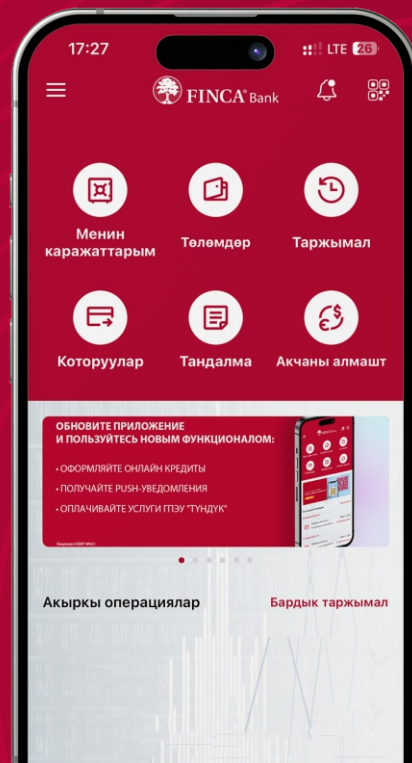 17:27
LTE 26
FINCA® Bank
Менин
каражаттарым
Төлөмдөр
Таржымал
Которуулар
Тандалма
Акчаны алмашт
ОБНОВИТЕ ПРИЛОЖЕНИЕ
И ПОЛЬЗУЙТЕСЬ НОВЫМ ФУНКЦИОНАЛОМ:
• ОФОРМЛЯЙТЕ ОНЛАЙН КРЕДИТЫ
• ПОЛУЧАЙТЕ PUSH-УВЕДОМЛЕНИЯ
• ОПЛАЧИВАЙТЕ УСЛУГИ ГПЭУ "ТҮНДҮК"
Акыркы операциялар
Бардык таржымал